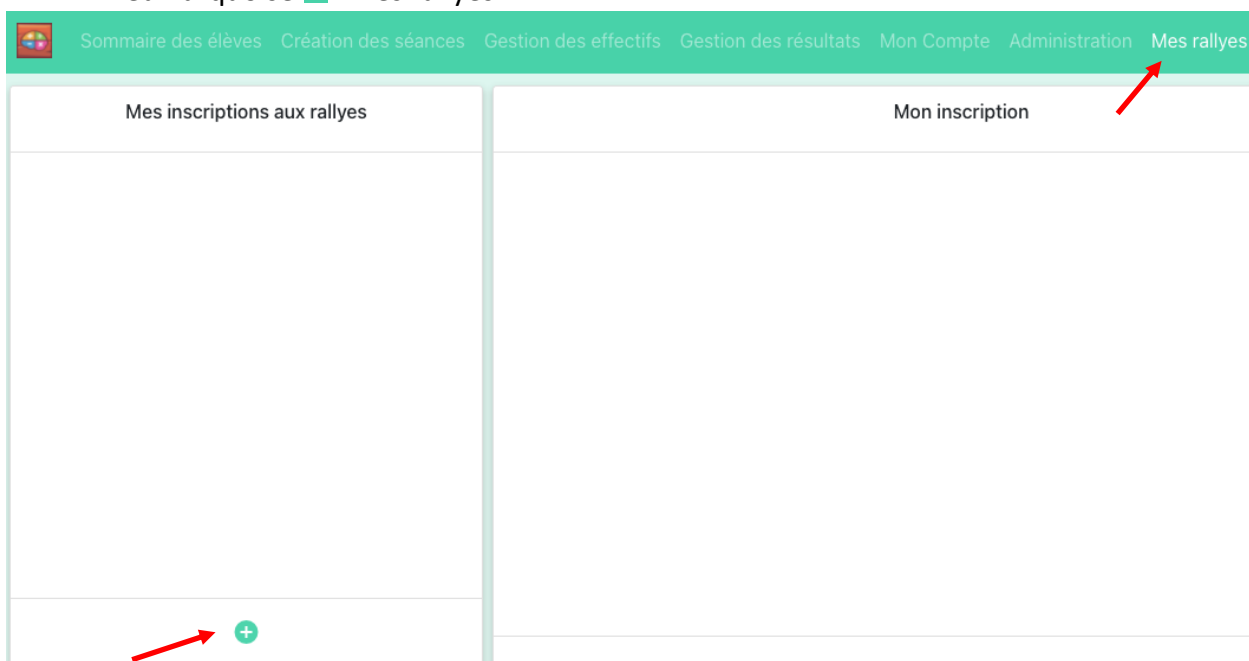 Sommaire des élèves Création des séances Gestion des effectifs Gestion des résultats Mon Compte Administration Mes rallyes
Mes inscriptions aux rallyes
Mon inscription